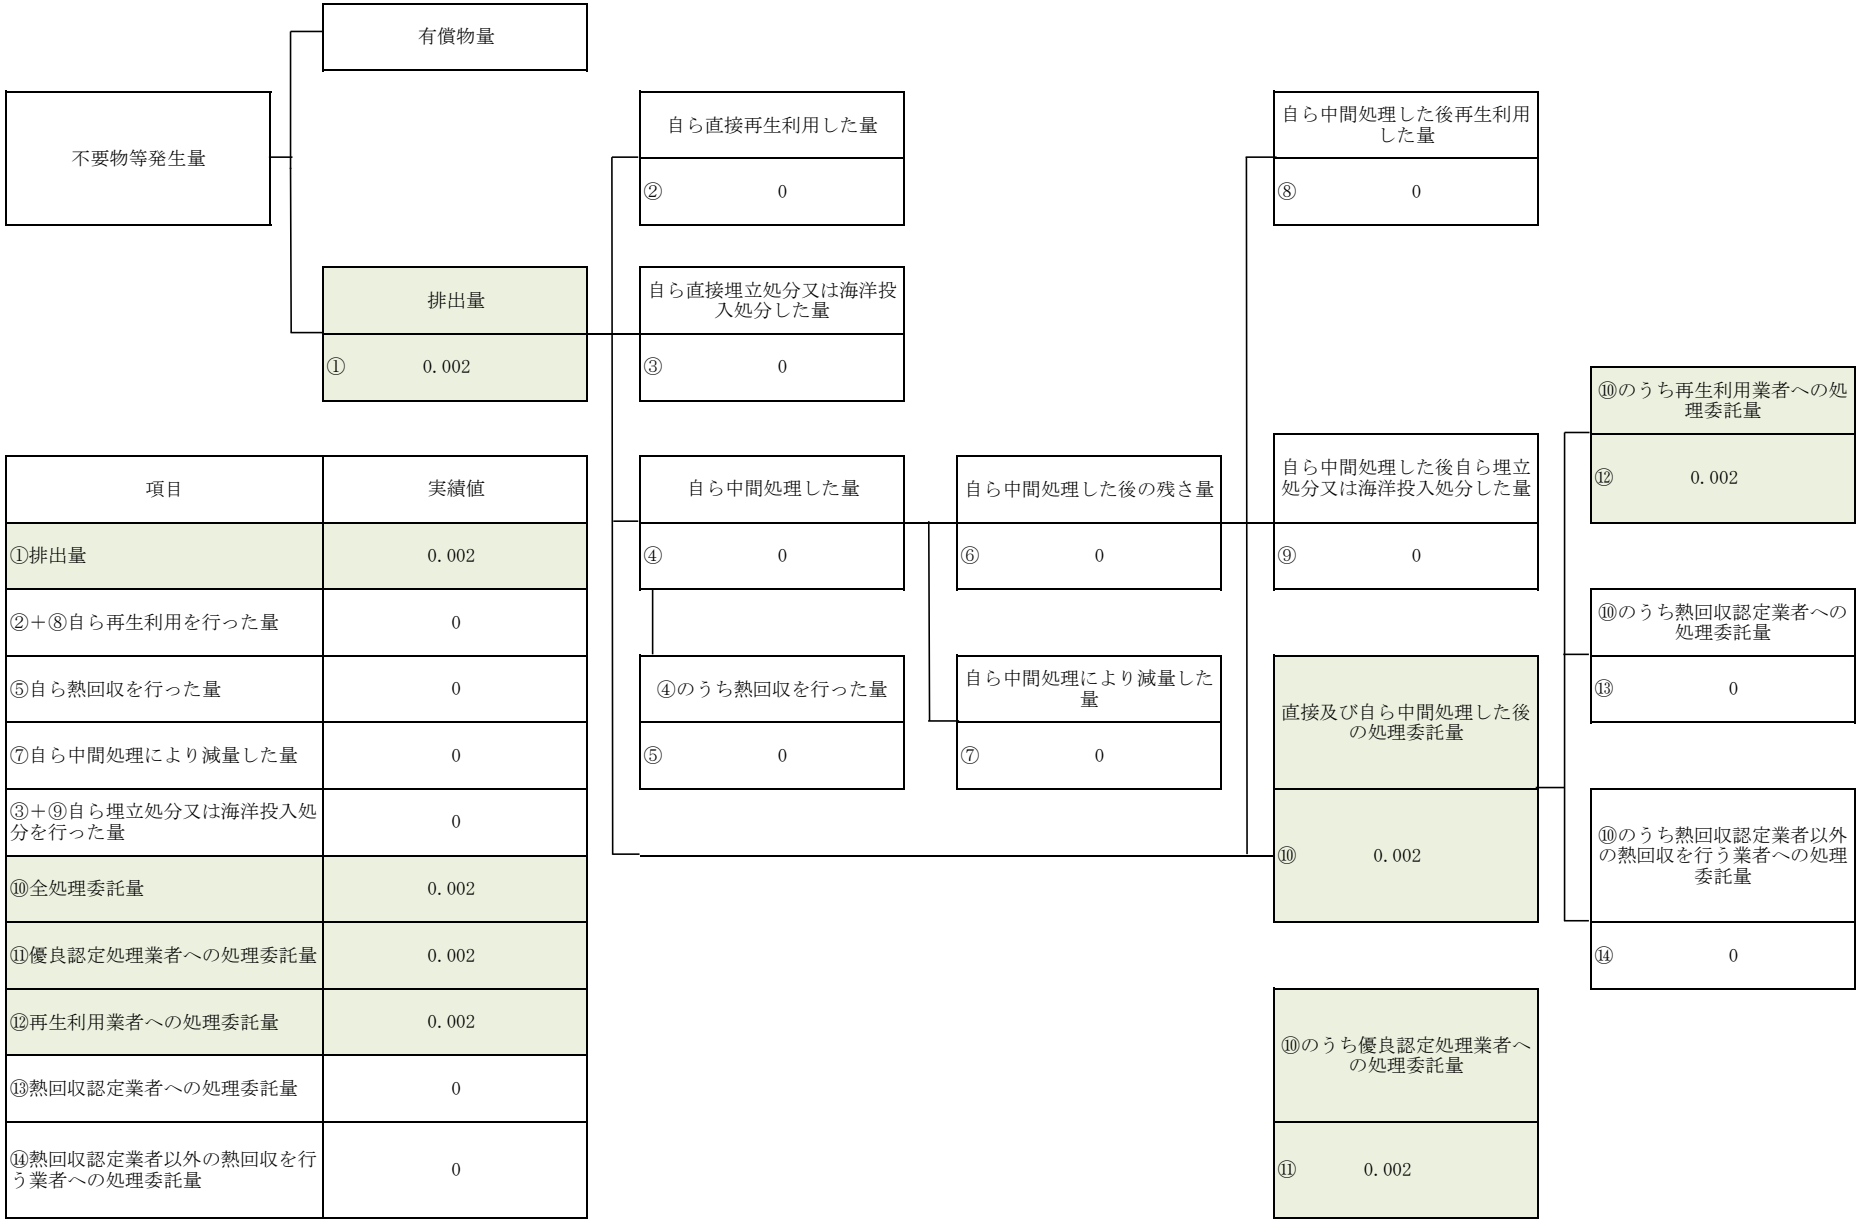 有償物量
不要物等発生量
排出量
① 0.002
自ら直接再生利用した量
② 0
自ら直接埋立処分又は海洋投
入処分した量
③ 0
自ら中間処理した量
④ 0
④のうち熱回収を行った量
⑤ 0
自ら中間処理した後の残さ量
⑥ 0
自ら中間処理により減量した
量
⑦ 0
自ら中間処理した後再生利用
した量
⑧ 0
自ら中間処理した後自ら埋立
処分又は海洋投入処分した量
⑨ 0
直接及び自ら中間処理した後
の処理委託量
⑩ 0.002
⑩のうち優良認定処理業者へ
の処理委託量
⑪ 0.002
⑩のうち再生利用業者への処
理委託量
⑫ 0.002
⑩のうち熱回収認定業者への
処理委託量
⑬ 0
⑩のうち熱回収認定業者以外
の熱回収を行う業者への処理
委託量
⑭ 0
項目 実績値
①排出量 0.002
②＋⑧自ら再生利用を行った量 0
⑤自ら熱回収を行った量 0
⑦自ら中間処理により減量した量 0
③＋⑨自ら埋立処分又は海洋投入処
分を行った量 0
⑩全処理委託量 0.002
⑪優良認定処理業者への処理委託量 0.002
⑫再生利用業者への処理委託量 0.002
⑬熱回収認定業者への処理委託量 0
⑭熱回収認定業者以外の熱回収を行
う業者への処理委託量 0